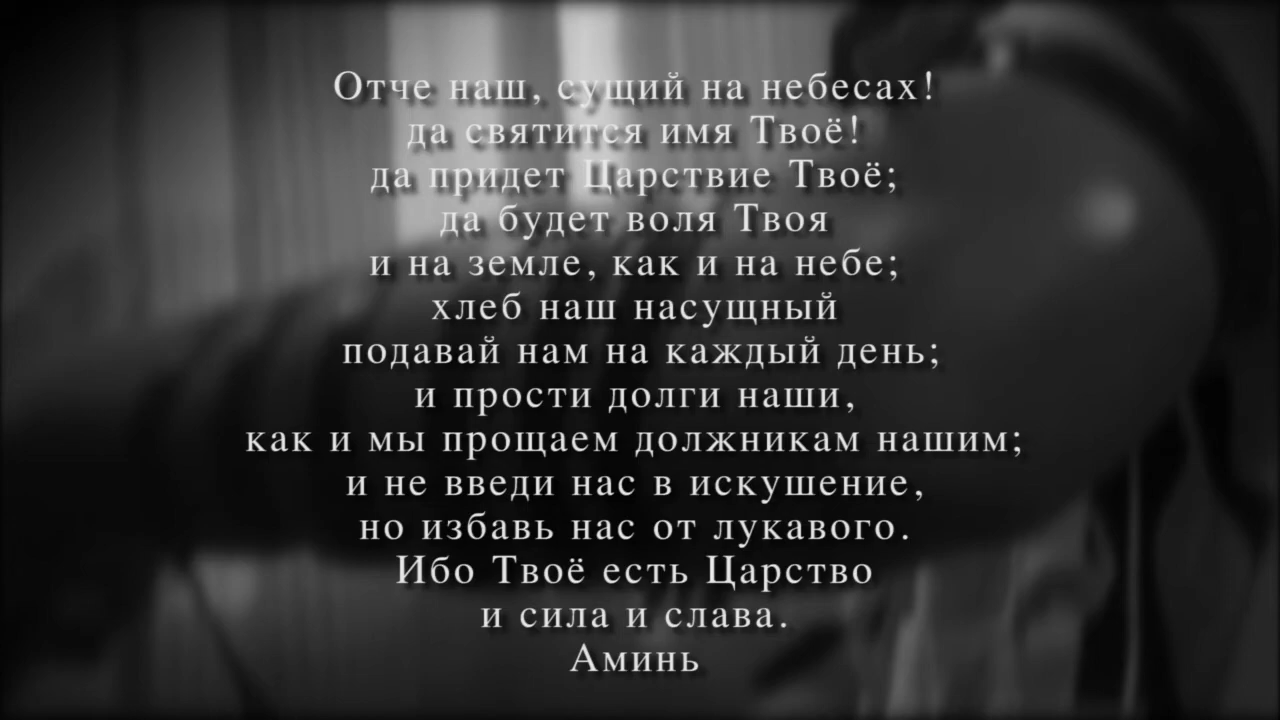 Отче наш, сущий на небесах!
да святится имя Твоё!
да придет Царствие Твоё;
да будет воля Твоя
и на земле, как и на небе;
хлеб наш насущный
подавай нам на каждый день;
и прости долги наши,
как и мы прощаем должникам нашим;
и не введи нас в искушение,
но избавь нас от лукавого.
Ибо Твоё есть Царство
и сила и слава.
Аминь